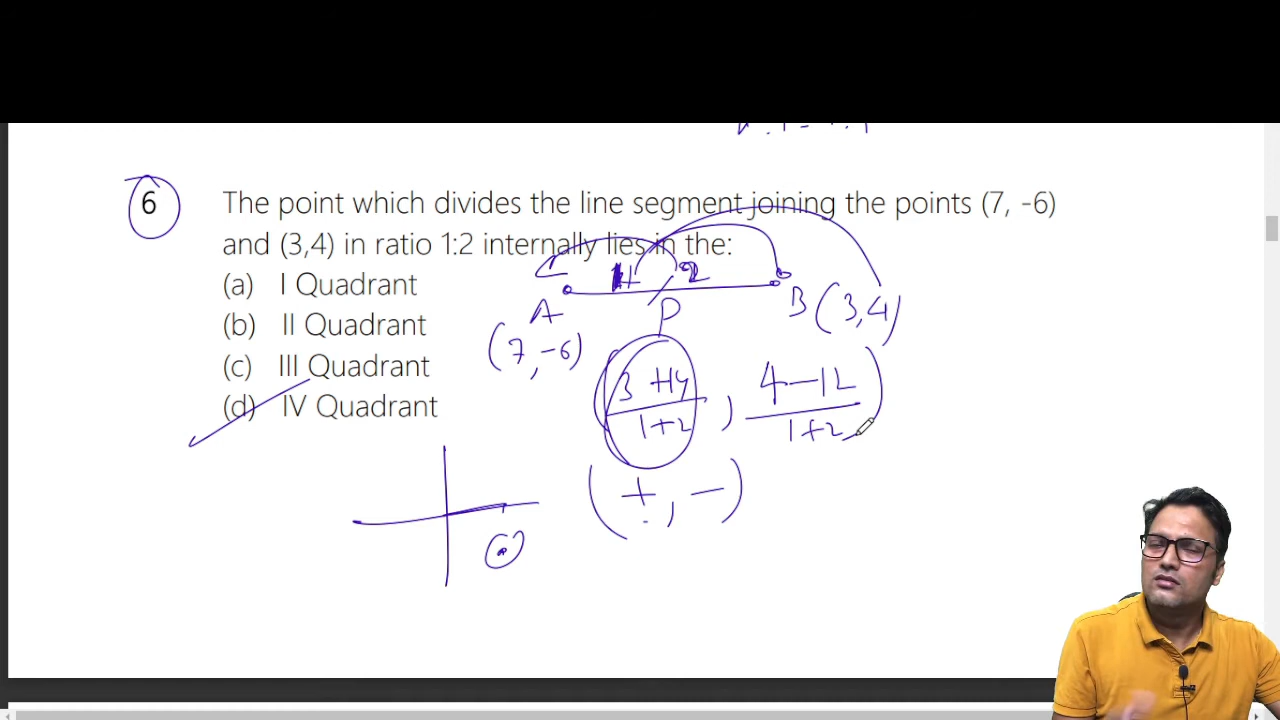 6
The point which divides the line segment joining the points (7, -6)
and (3,4) in ratio 1:2 internally lies in the:
(a) I Quadrant
(b) II Quadrant
(c) III Quadrant
(d) IV Quadrant
2
A P B (3,4)
(7,-6)
(3+14/1+2, 4-12/1+2)
(+, -)